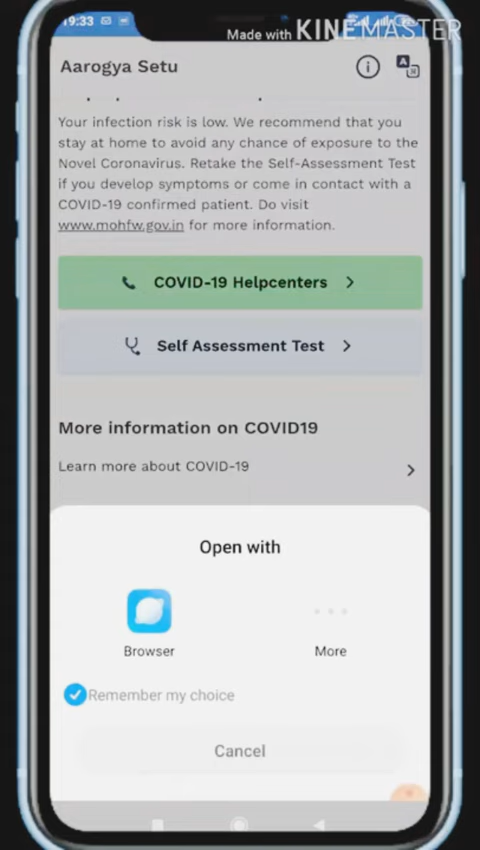 19:33
Made with KINEMASTER
Aarogya Setu
Your infection risk is low. We recommend that you
stay at home to avoid any chance of exposure to the
Novel Coronavirus. Retake the Self-Assessment Test
if you develop symptoms or come in contact with a
COVID-19 confirmed patient. Do visit
www.mohfw.gov.in for more information.
COVID-19 Helpcenters
Self Assessment Test
More information on COVID19
Learn more about COVID-19
Open with
Browser
More
Remember my choice
Cancel